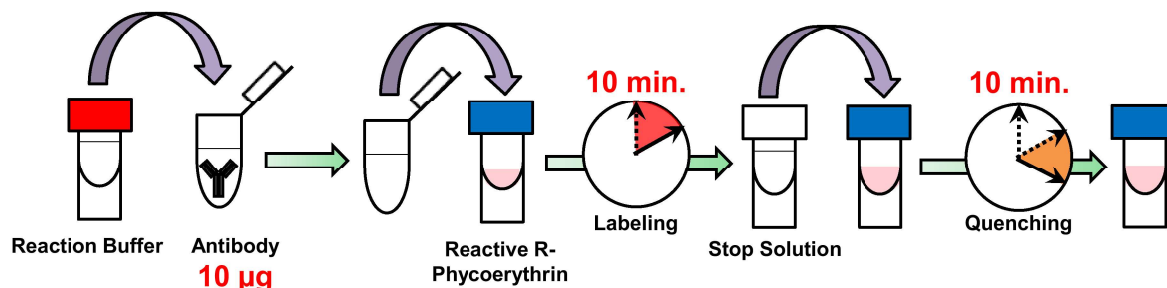 10 min.
10 min.
Labeling
Quenching
Reaction Buffer
Antibody
10 µg
Reactive R-
Phycoerythrin
Stop Solution